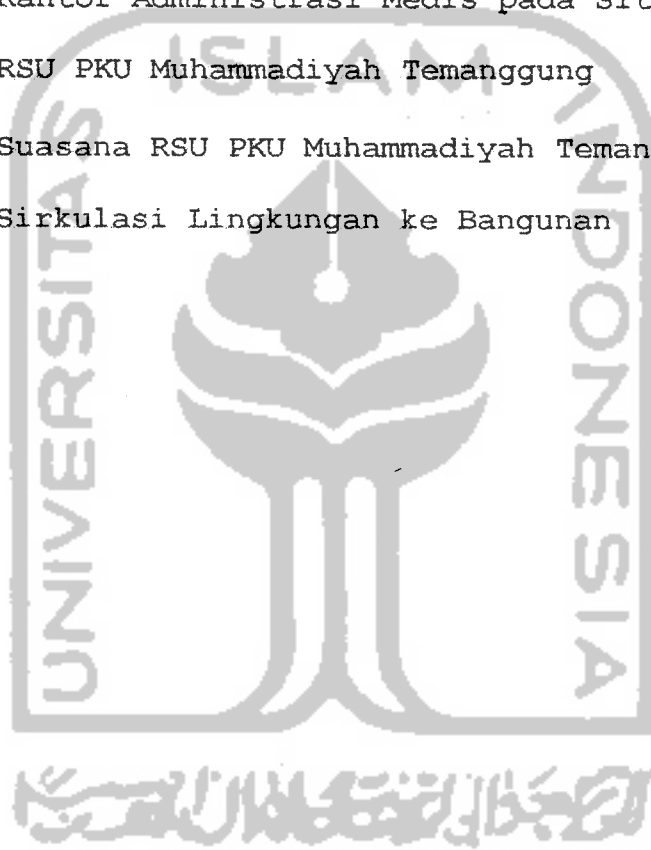 Kantor Administrasi Medis pada Sit
RSU PKU Muhammadiyah Temanggung
Suasana RSU PKU Muhammadiyah Teman
Sirkulasi Lingkungan ke Bangunan
UNIVERSITAS
ISLAM
INDONESIA